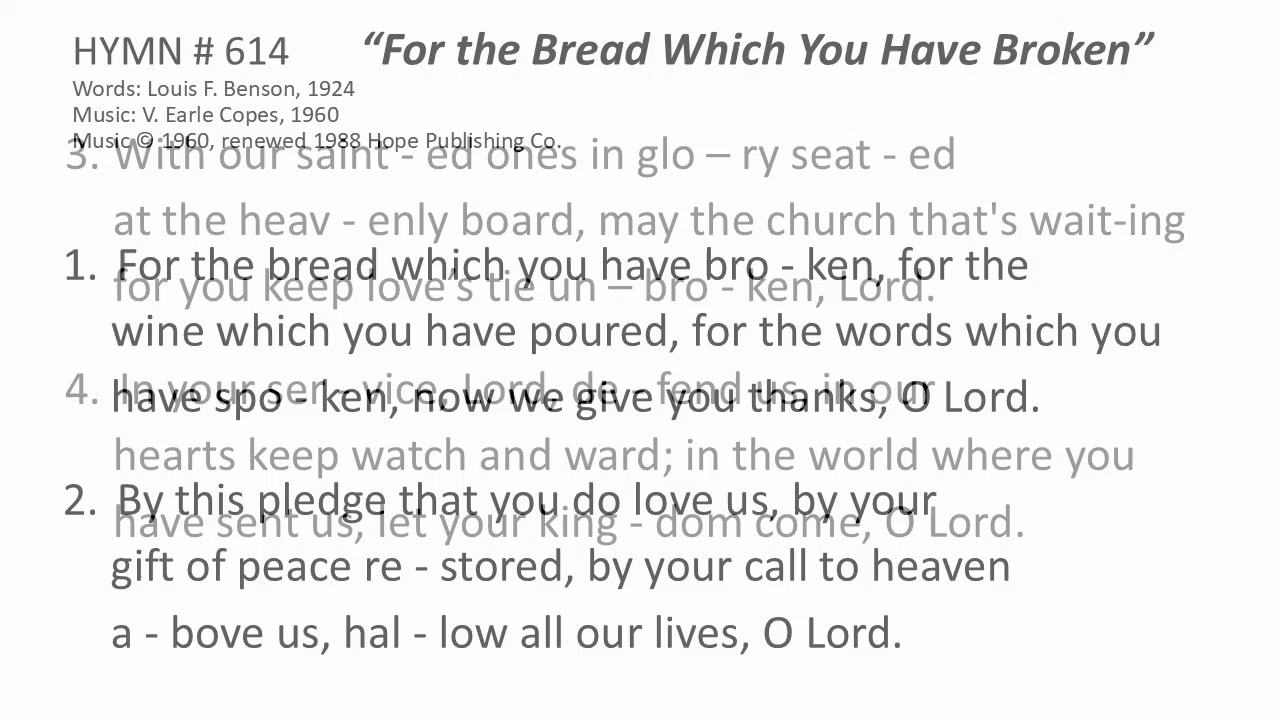 HYMN # 614 “For the Bread Which You Have Broken”
Words: Louis F. Benson, 1924
Music: V. Earle Copes, 1960
Music © 1960, renewed 1988 Hope Publishing Co.
1. For the bread which you have bro - ken, for the
wine which you have poured, for the words which you
have spo - ken, now we give you thanks, O Lord.
2. By this pledge that you do love us, by your
gift of peace re - stored, by your call to heaven
a - bove us, hal - low all our lives, O Lord.
3. With our saint - ed ones in glo – ry seat - ed
at the heav - enly board, may the church that's wait-ing
for you keep love’s tie un – bro - ken, Lord.
4. In your ser - vice, Lord, de - fend us, in our
hearts keep watch and ward; in the world where you
have sent us, let your king - dom come, O Lord.